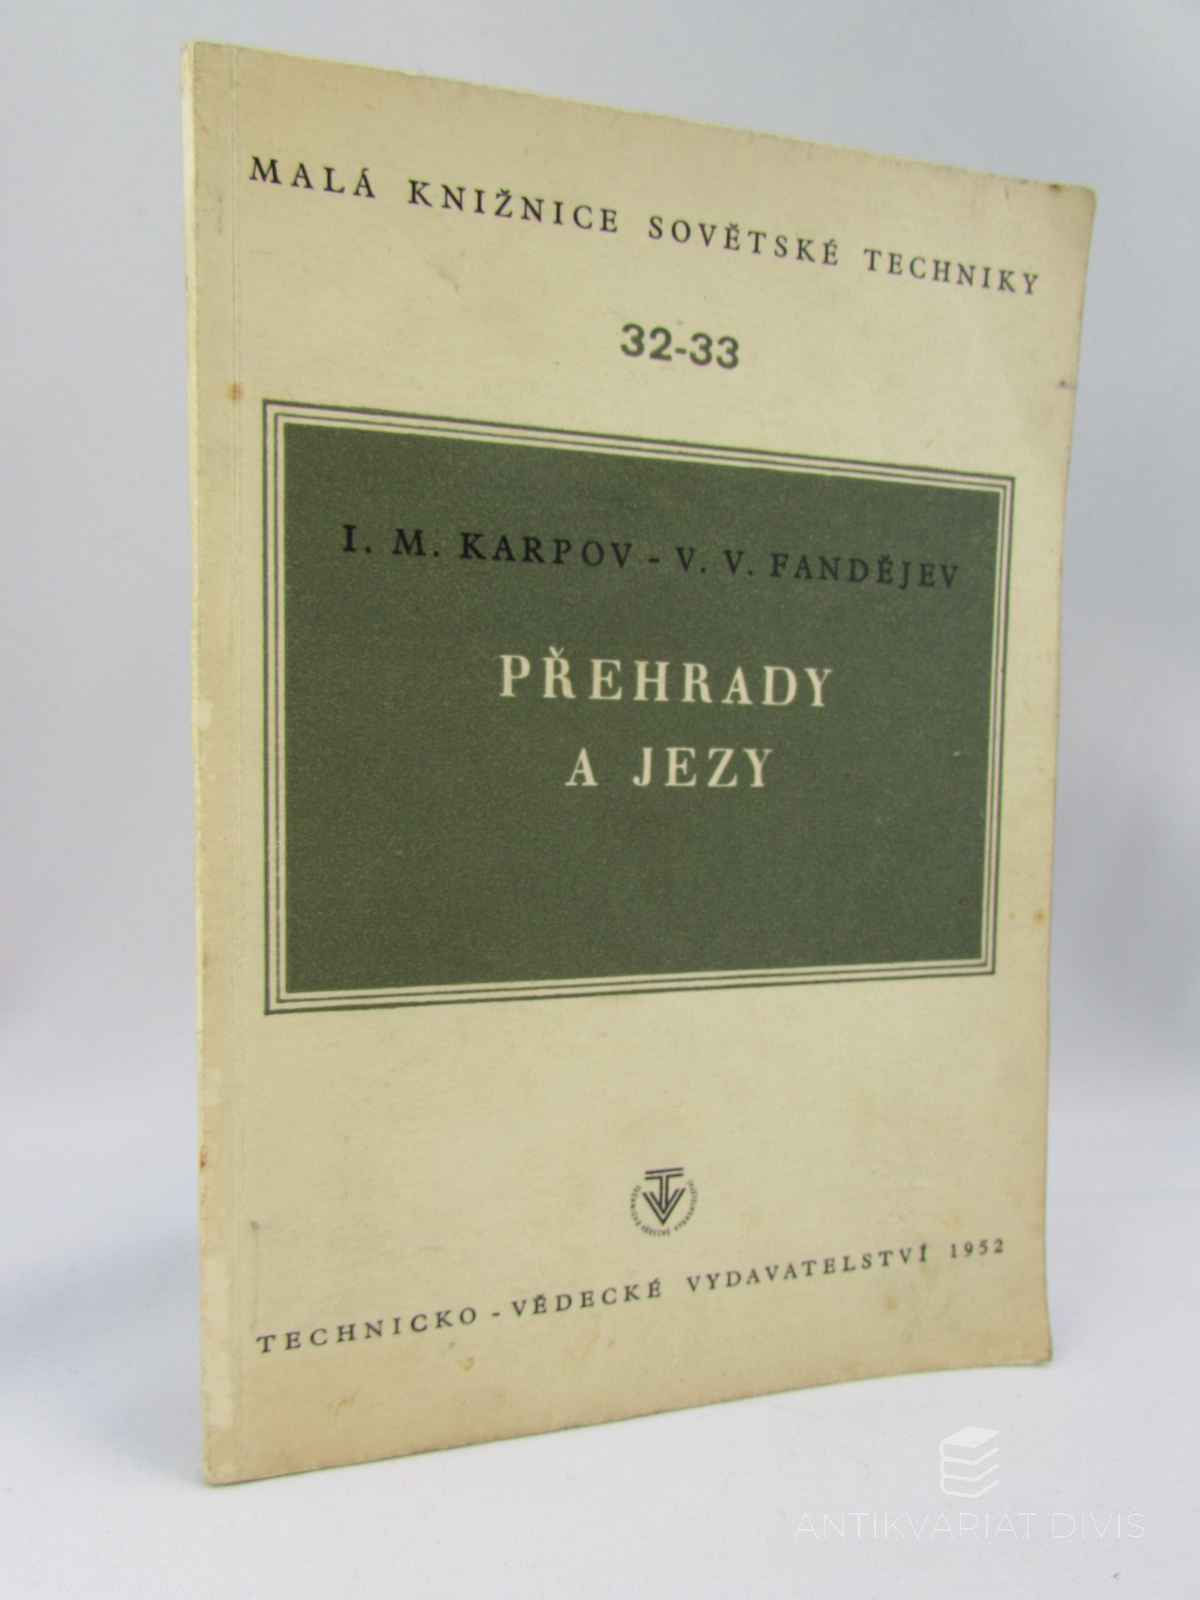 MALÁ KNIŽNICE SOVĚTSKÉ TECHNIKY
32-33
I. M. KARPOV - V. V. FANDĚJEV
PŘEHRADY
A JEZY
TECHNICKO-VĚDECKÉ VYDAVATELSTVÍ 1952
ANTIKVARIAT DIVIS